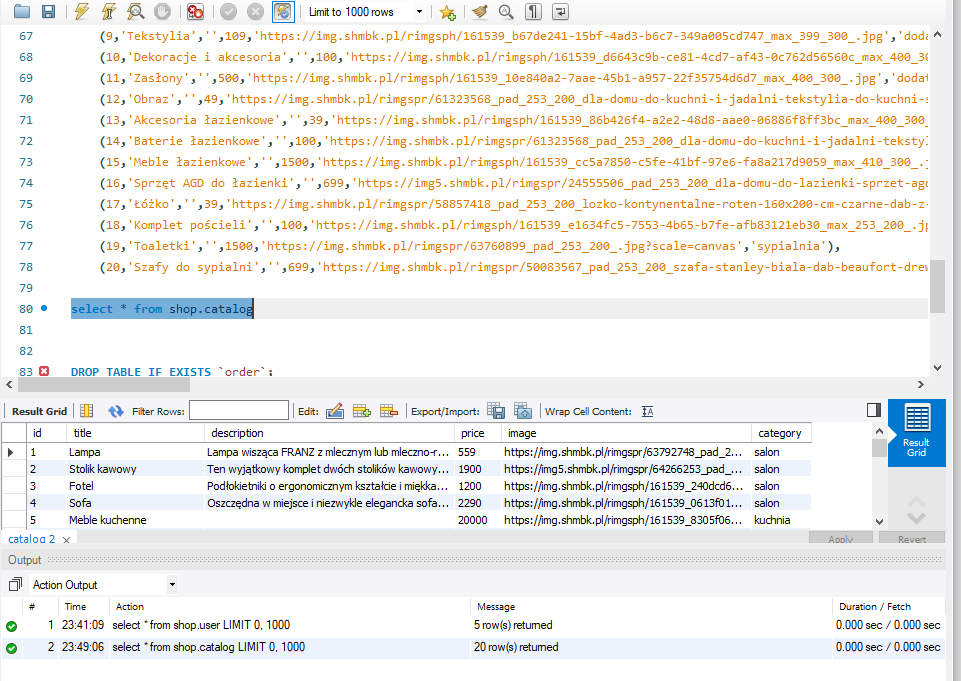 Limit to 1000 rows
67 (9,'Tekstylia','',109,'https://img.shmbk.pl/rimgsph/161539_b67de241-15bf-4ad3-b6c7-349a005cd747_max_399_300_.jpg','dodat
68 (10,'Dekoracje i akcesoria','',100,'https://img.shmbk.pl/rimgsph/161539_d6643c9b-ce81-4cd7-af43-0c762d56560c_max_400_30
69 (11,'Zasłony','',500,'https://img.shmbk.pl/rimgsph/161539_10e840a2-7aae-45b1-a957-22f35754d6d7_max_400_300_.jpg','dodat
70 (12,'Obraz','',49,'https://img.shmbk.pl/rimgspr/61323568_pad_253_200_dla-domu-do-kuchni-i-jadalni-tekstylia-do-kuchni-s
71 (13,'Akcesoria łazienkowe','',39,'https://img.shmbk.pl/rimgsph/161539_86b426f4-a2e2-48d8-aae0-06886f8ff3bc_max_400_300_
72 (14,'Baterie łazienkowe','',100,'https://img.shmbk.pl/rimgspr/61323568_pad_253_200_dla-domu-do-kuchni-i-jadalni-tekstyl
73 (15,'Meble łazienkowe','',1500,'https://img.shmbk.pl/rimgsph/161539_cc5a7850-c5fe-41bf-97e6-fa8a217d9059_max_410_300_.j
74 (16,'Sprzęt AGD do łazienki','',699,'https://img5.shmbk.pl/rimgspr/24555506_pad_253_200_dla-domu-do-lazienki-sprzet-agd
75 (17,'Łóżko','',39,'https://img.shmbk.pl/rimgspr/58857418_pad_253_200_lozko-kontynentalne-roten-160x200-cm-czarne-dab-z-
76 (18,'Komplet pościeli','',100,'https://img.shmbk.pl/rimgsph/161539_e1634fc5-7553-4b65-b7fe-afb83121eb30_max_253_200_.jp
77 (19,'Toaletki','',1500,'https://img.shmbk.pl/rimgspr/63760899_pad_253_200_.jpg?scale=canvas','sypialnia'),
78 (20,'Szafy do sypialni','',699,'https://img.shmbk.pl/rimgspr/50083567_pad_253_200_szafa-stanley-biala-dab-beaufort-drew
79
80 select * from shop.catalog
81
82
83 DROP TABLE IF EXISTS `order`;
Result Grid Filter Rows: Edit: Export/Import: Wrap Cell Content:
id title description price image category
1 Lampa Lampa wisząca FRANZ z mlecznym lub mleczno-r... 559 https://img.shmbk.pl/rimgspr/63792748_pad_2... salon
2 Stolik kawowy Ten wyjątkowy komplet dwóch stolików kawowy... 1900 https://img5.shmbk.pl/rimgspr/64266253_pad_... salon
3 Fotel Podłokietniki o ergonomicznym kształcie i miękka... 1200 https://img.shmbk.pl/rimgsph/161539_240dcd6... salon
4 Sofa Oszczędna w miejsce i niezwykle elegancka sofa... 2290 https://img.shmbk.pl/rimgsph/161539_0613f01... salon
5 Meble kuchenne 20000 https://img.shmbk.pl/rimgsph/161539_8305f06... kuchnia
Result
Grid
catalog 2 Apply Revert
Output
Action Output
# Time Action Message Duration / Fetch
1 23:41:09 select * from shop.user LIMIT 0, 1000 5 row(s) returned 0.000 sec / 0.000 sec
2 23:49:06 select * from shop.catalog LIMIT 0, 1000 20 row(s) returned 0.000 sec / 0.000 sec